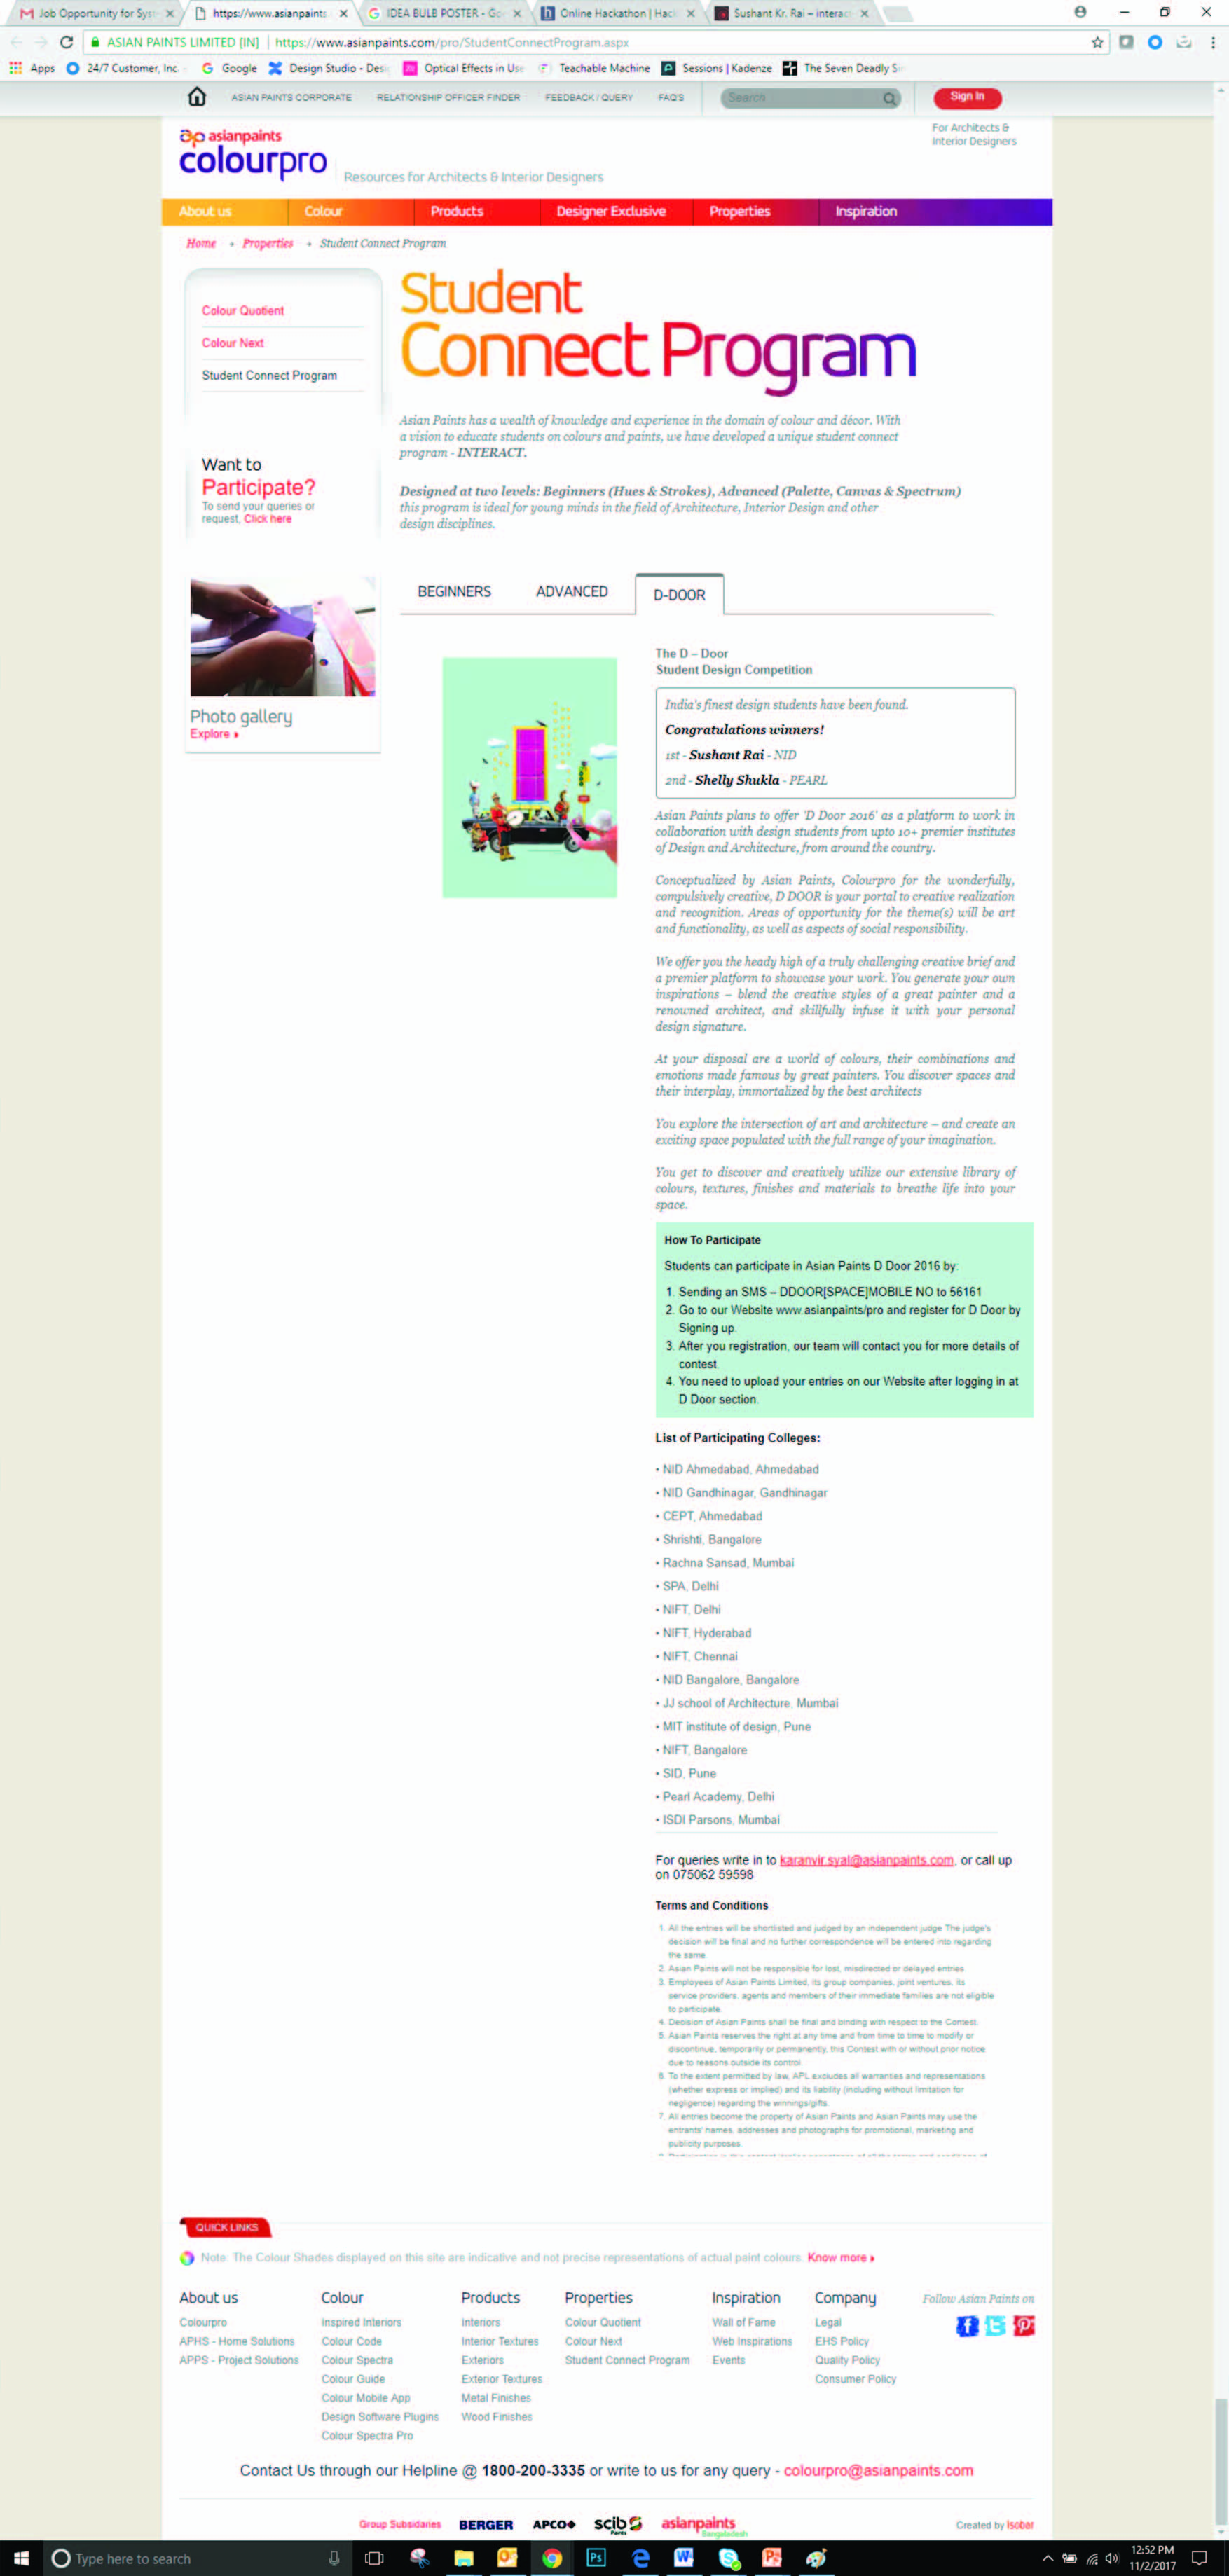 Job Opportunity for Syst
https://www.asianpaints
IDEA BULB POSTER - Go
Online Hackathon | Hack
Sushant Kr. Rai – interac
ASIAN PAINTS LIMITED [IN] | https://www.asianpaints.com/pro/StudentConnectProgram.aspx
Apps 24/7 Customer, Inc. Google Design Studio - Desi Optical Effects in Use Teachable Machine Sessions | Kadenze The Seven Deadly Si
ASIAN PAINTS CORPORATE RELATIONSHIP OFFICER FINDER FEEDBACK / QUERY FAQ'S Search Sign In
For Architects &
Interior Designers
asianpaints
colourpro
Resources for Architects & Interior Designers
About us Colour Products Designer Exclusive Properties Inspiration
Home Properties Student Connect Program
Colour Quotient
Colour Next
Student Connect Program
Want to
Participate?
To send your queries or
request, Click here
Photo gallery
Explore
Student
Connect Program
Asian Paints has a wealth of knowledge and experience in the domain of colour and décor. With
a vision to educate students on colours and paints, we have developed a unique student connect
program - INTERACT.
Designed at two levels: Beginners (Hues & Strokes), Advanced (Palette, Canvas & Spectrum)
this program is ideal for young minds in the field of Architecture, Interior Design and other
design disciplines.
BEGINNERS ADVANCED D-DOOR
The D – Door
Student Design Competition
India's finest design students have been found.
Congratulations winners!
1st - Sushant Rai - NID
2nd - Shelly Shukla - PEARL
Asian Paints plans to offer 'D Door 2016' as a platform to work in
collaboration with design students from upto 10+ premier institutes
of Design and Architecture, from around the country.
Conceptualized by Asian Paints, Colourpro for the wonderfully,
compulsively creative, D DOOR is your portal to creative realization
and recognition. Areas of opportunity for the theme(s) will be art
and functionality, as well as aspects of social responsibility.
We offer you the heady high of a truly challenging creative brief and
a premier platform to showcase your work. You generate your own
inspirations – blend the creative styles of a great painter and a
renowned architect, and skillfully infuse it with your personal
design signature.
At your disposal are a world of colours, their combinations and
emotions made famous by great painters. You discover spaces and
their interplay, immortalized by the best architects
You explore the intersection of art and architecture – and create an
exciting space populated with the full range of your imagination.
You get to discover and creatively utilize our extensive library of
colours, textures, finishes and materials to breathe life into your
space.
How To Participate
Students can participate in Asian Paints D Door 2016 by:
1. Sending an SMS – DDOOR[SPACE]MOBILE NO to 56161
2. Go to our Website www.asianpaints/pro and register for D Door by
Signing up.
3. After you registration, our team will contact you for more details of
contest.
4. You need to upload your entries on our Website after logging in at
D Door section.
List of Participating Colleges:
• NID Ahmedabad, Ahmedabad
• NID Gandhinagar, Gandhinagar
• CEPT, Ahmedabad
• Shrishti, Bangalore
• Rachna Sansad, Mumbai
• SPA, Delhi
• NIFT, Delhi
• NIFT, Hyderabad
• NIFT, Chennai
• NID Bangalore, Bangalore
• JJ school of Architecture, Mumbai
• MIT institute of design, Pune
• NIFT, Bangalore
• SID, Pune
• Pearl Academy, Delhi
• ISDI Parsons, Mumbai
For queries write in to karanvir.syal@asianpaints.com, or call up
on 075062 59598
Terms and Conditions
1. All the entries will be shortlisted and judged by an independent judge The judge's
decision will be final and no further correspondence will be entered into regarding
the same
2. Asian Paints will not be responsible for lost, misdirected or delayed entries
3. Employees of Asian Paints Limited, its group companies, joint ventures, its
service providers, agents and members of their immediate families are not eligible
to participate.
4. Decision of Asian Paints shall be final and binding with respect to the Contest.
5. Asian Paints reserves the right at any time and from time to time to modify or
discontinue, temporarily or permanently, this Contest with or without prior notice
due to reasons outside its control.
6. To the extent permitted by law, APL excludes all warranties and representations
(whether express or implied) and its liability (including without limitation for
negligence) regarding the winnings/gifts.
7. All entries become the property of Asian Paints and Asian Paints may use the
entrants' names, addresses and photographs for promotional, marketing and
publicity purposes
QUICK LINKS
Note: The Colour Shades displayed on this site are indicative and not precise representations of actual paint colours. Know more
About us Colour Products Properties Inspiration Company Follow Asian Paints on
Colourpro Inspired Interiors Interiors Colour Quotient Wall of Fame Legal
APHS - Home Solutions Colour Code Interior Textures Colour Next Web Inspirations EHS Policy
APPS - Project Solutions Colour Spectra Exteriors Student Connect Program Events Quality Policy
Colour Guide Exterior Textures Consumer Policy
Colour Mobile App Metal Finishes
Design Software Plugins Wood Finishes
Colour Spectra Pro
Contact Us through our Helpline @ 1800-200-3335 or write to us for any query - colourpro@asianpaints.com
Group Subsidaries BERGER APCO scib Paints asianpaints Bangladesh Created by Isobar
Type here to search
12:52 PM
11/2/2017